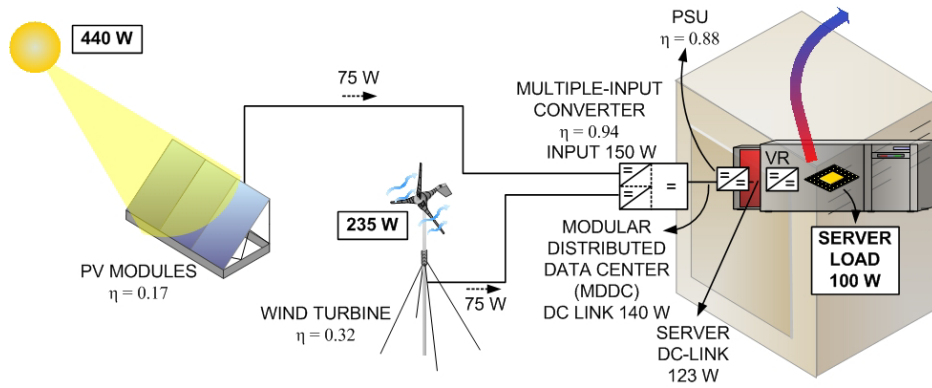 440 W
75 W
PV MODULES
η = 0.17
235 W
WIND TURBINE
η = 0.32
75 W
MULTIPLE-INPUT
CONVERTER
η = 0.94
INPUT 150 W
PSU
η = 0.88
VR
MODULAR
DISTRIBUTED
DATA CENTER
(MDDC)
DC LINK 140 W
SERVER
DC-LINK
123 W
SERVER
LOAD
100 W